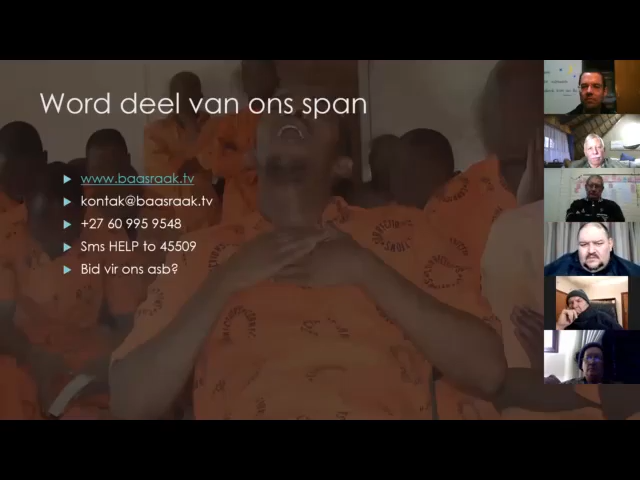 Word deel van ons span
www.baasraak.tv
kontak@baasraak.tv
+27 60 995 9548
Sms HELP to 45509
Bid vir ons asb?